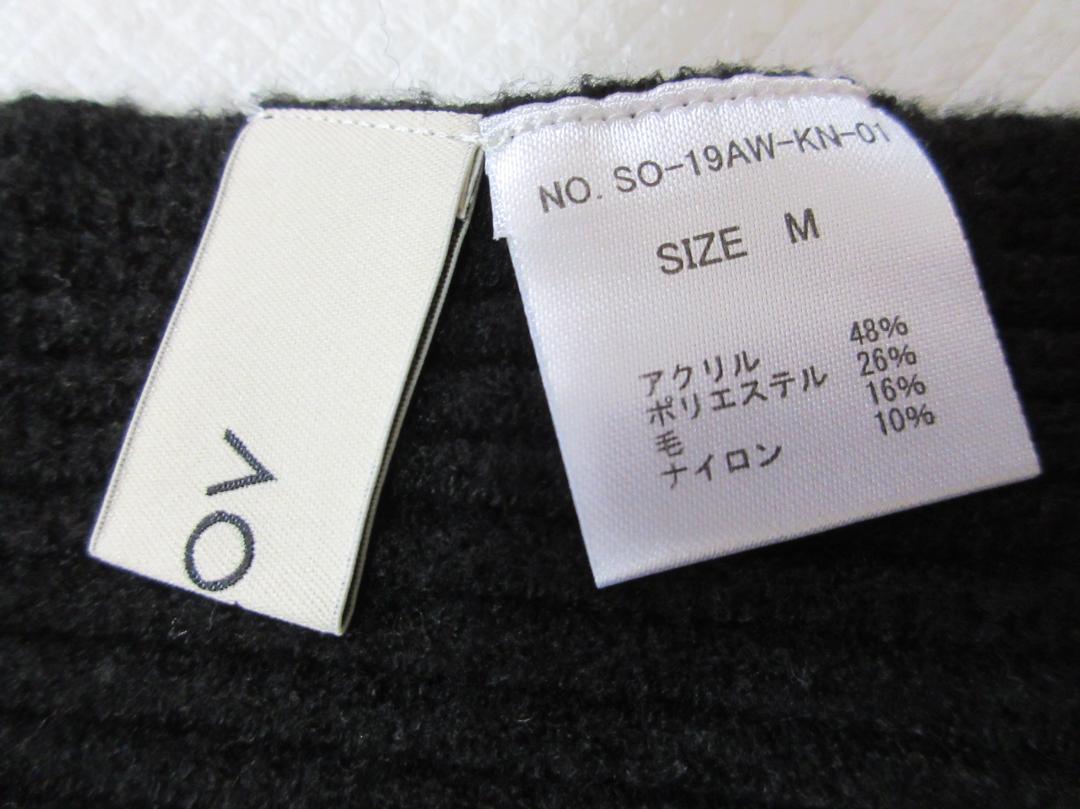 OV
NO. SO-19AW-KN-01
SIZE M
アクリル 48%
ポリエステル 26%
毛 16%
ナイロン 10%